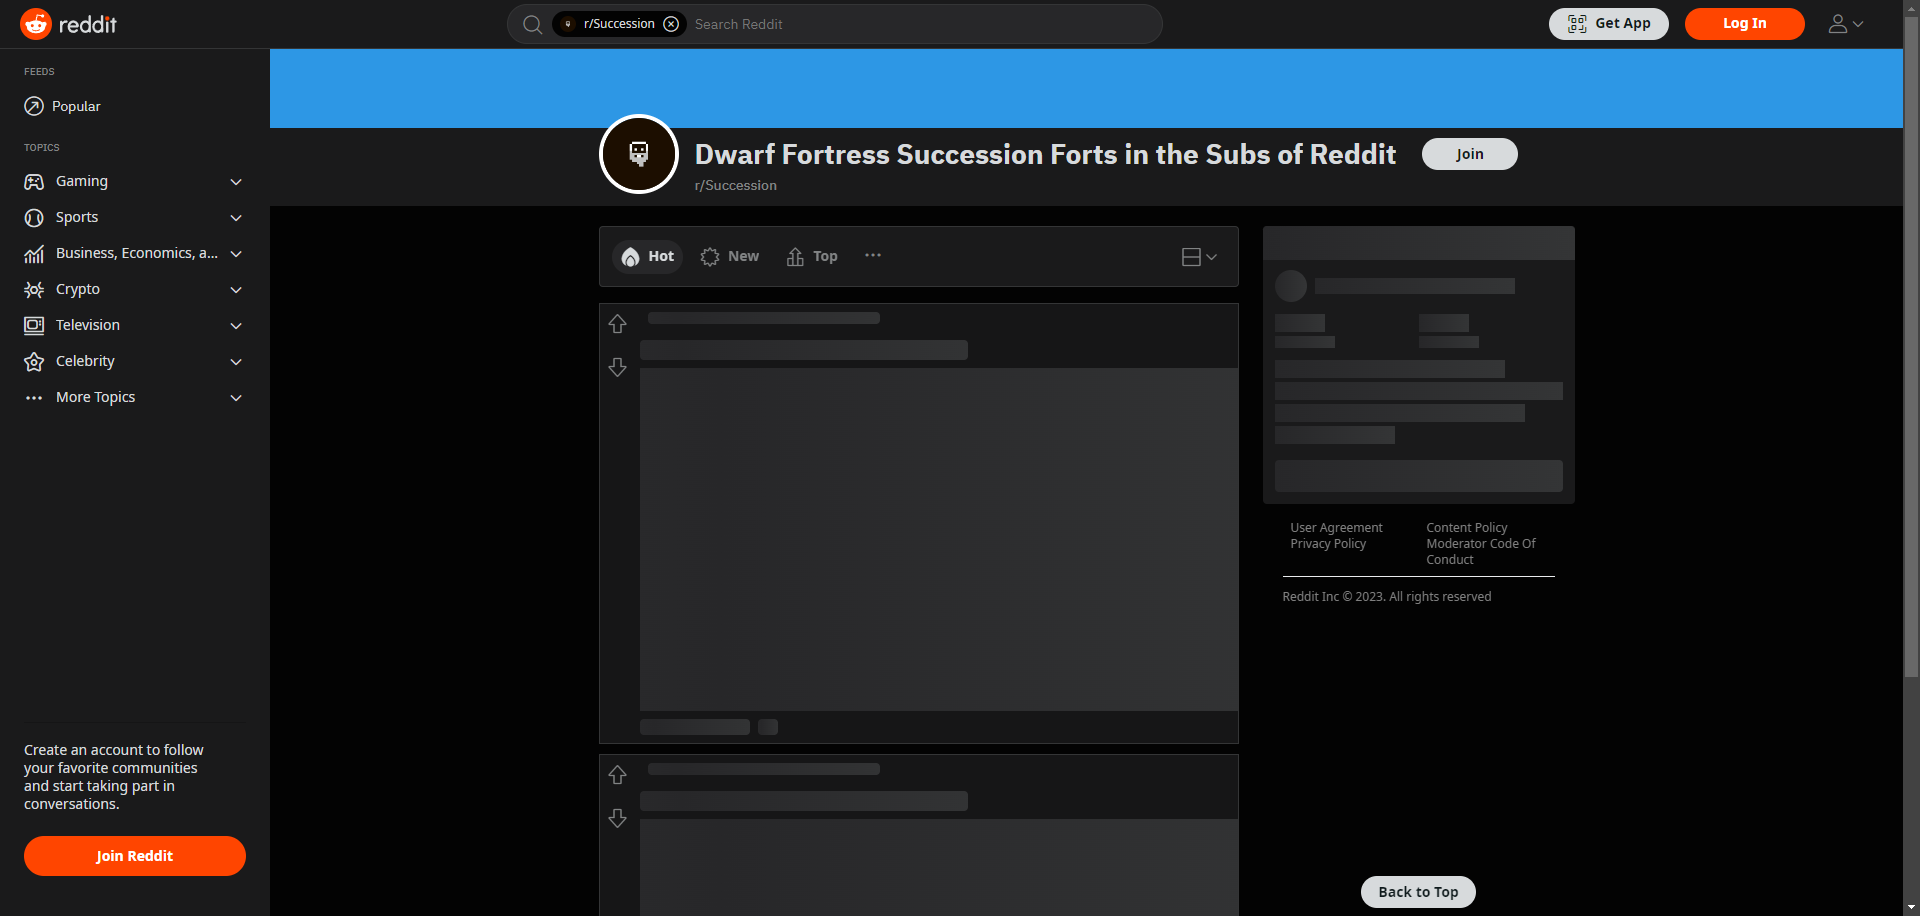 reddit
r/Succession
Search Reddit
Get App
Log In
FEEDS
Popular
TOPICS
Gaming
Sports
Business, Economics, a...
Crypto
Television
Celebrity
More Topics
Create an account to follow
your favorite communities
and start taking part in
conversations.
Join Reddit
Dwarf Fortress Succession Forts in the Subs of Reddit
Join
r/Succession
Hot
New
Top
User Agreement
Privacy Policy
Content Policy
Moderator Code Of
Conduct
Reddit Inc © 2023. All rights reserved
Back to Top